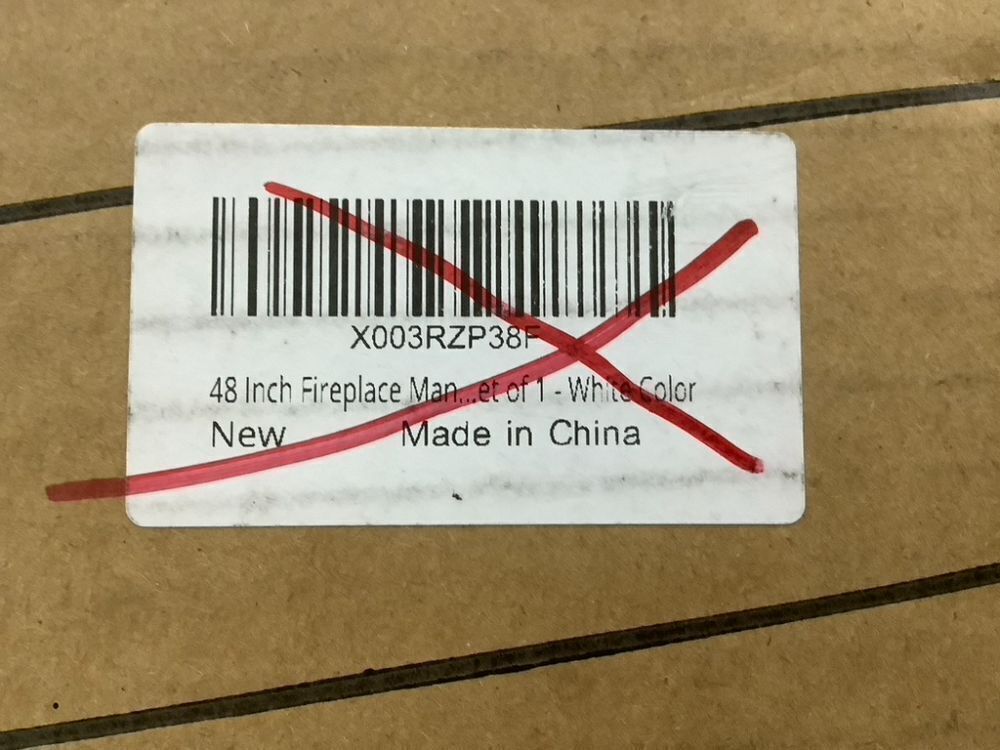 X003RZP38F
48 Inch Fireplace Man...et of 1 - White Color
New Made in China